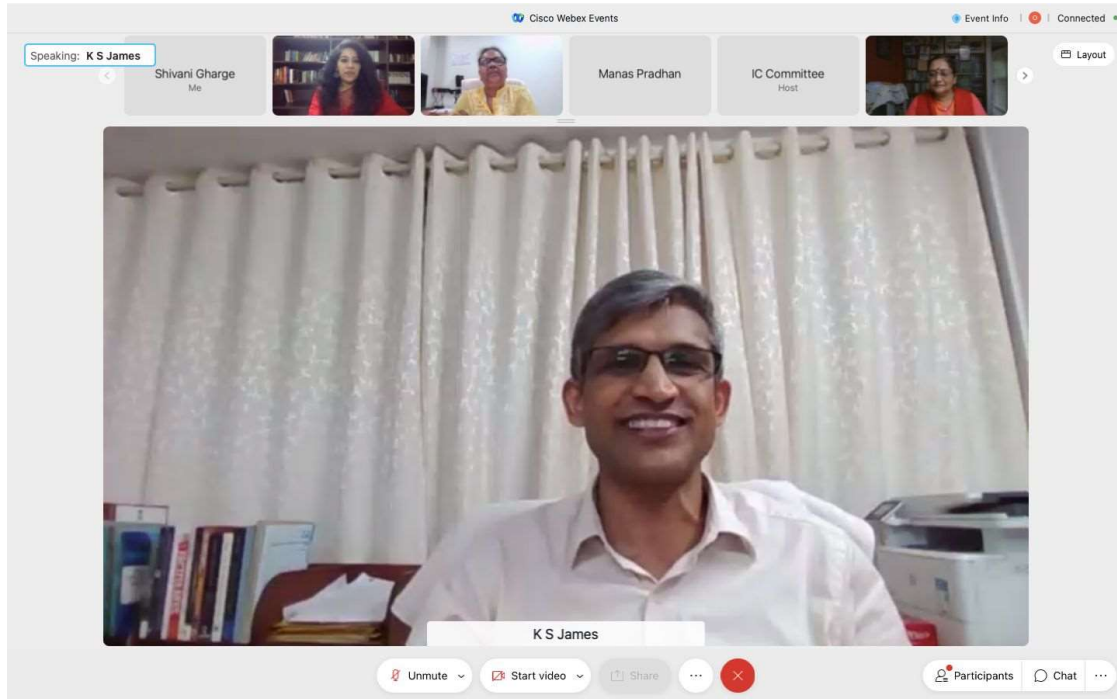 Cisco Webex Events
Event Info
Connected
Speaking: K S James
Layout
Shivani Gharge
Me
Manas Pradhan
IC Committee
Host
K S James
Unmute
Start video
Share
Participants
Chat